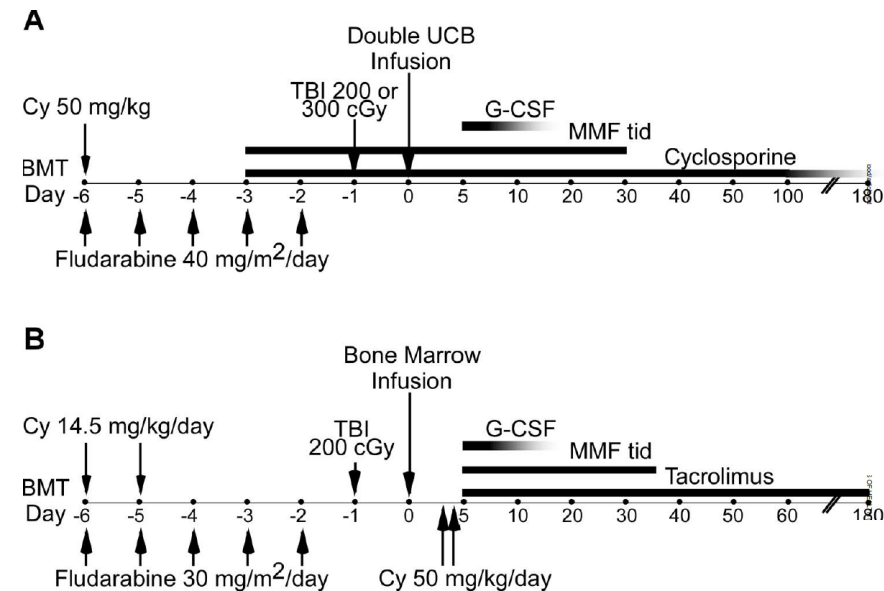 A
Double UCB
Infusion
TBI 200 or
300 cGy
Cy 50 mg/kg
G-CSF
MMF tid
Cyclosporine
BMT
Day -6 -5 -4 -3 -2 -1 0 5 10 20 30 40 50 100 180
Fludarabine 40 mg/m2/day
B
Bone Marrow
Infusion
Cy 14.5 mg/kg/day
TBI
200 cGy
G-CSF
MMF tid
Tacrolimus
BMT
Day -6 -5 -4 -3 -2 -1 0 5 10 20 30 40 50 60
Fludarabine 30 mg/m2/day
Cy 50 mg/kg/day